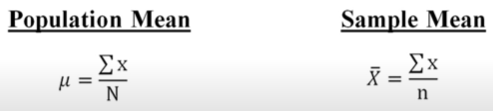 Population Mean
Sample Mean
μ = ∑x / N
X̄ = ∑x / n